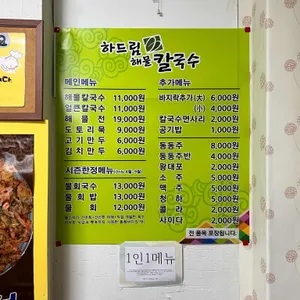 하드림
해물 칼국수
메인메뉴
해물칼국수 11,000원
얼큰칼국수 11,000원
해물전 19,000원
도토리묵 9,000원
고기만두 6,000원
김치만두 6,000원
시즌한정메뉴
물회국수 13,000원
물회밥 13,000원
물회 12,000원
추가메뉴
바지락추가(大) 6,000원
(小) 4,000원
칼국수면사리 2,000원
공기밥 1,000원
동동주 8,000원
동동주반 4,000원
왕대포 2,000원
소주 5,000원
맥주 5,000원
청하 5,000원
콜라 2,000원
사이다 2,000원
전 품목 포장됩니다.
1인1메뉴